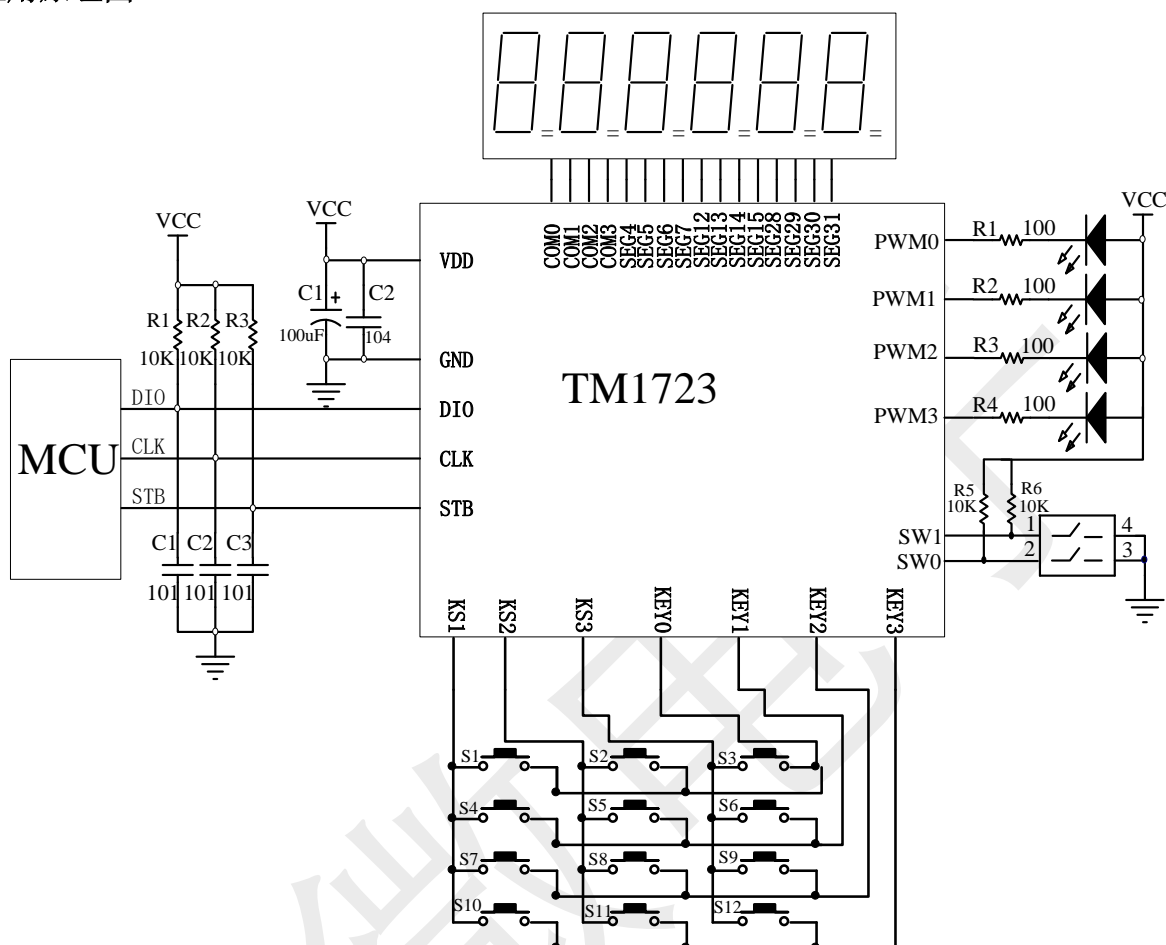 COM0 COM1 COM2 COM3 SEG4 SEG5 SEG6 SEG7 SEG12 SEG13 SEG14 SEG15 SEG28 SEG29 SEG30 SEG31
VCC
VCC
VCC
VDD
C1
+
C2
100uF
104
GND
R1 R2 R3
10K 10K 10K
TM1723
PWM0
R1 100
PWM1
R2 100
PWM2
R3 100
PWM3
R4 100
MCU
DIO
DIO
CLK
CLK
STB
STB
C1 C2 C3
101 101 101
R5
10K
R6
10K
SW1
1
4
SW0
2
3
KS1 KS2 KS3 KEY0 KEY1 KEY2 KEY3
S1 S2 S3
S4 S5 S6
S7 S8 S9
S10 S11 S12